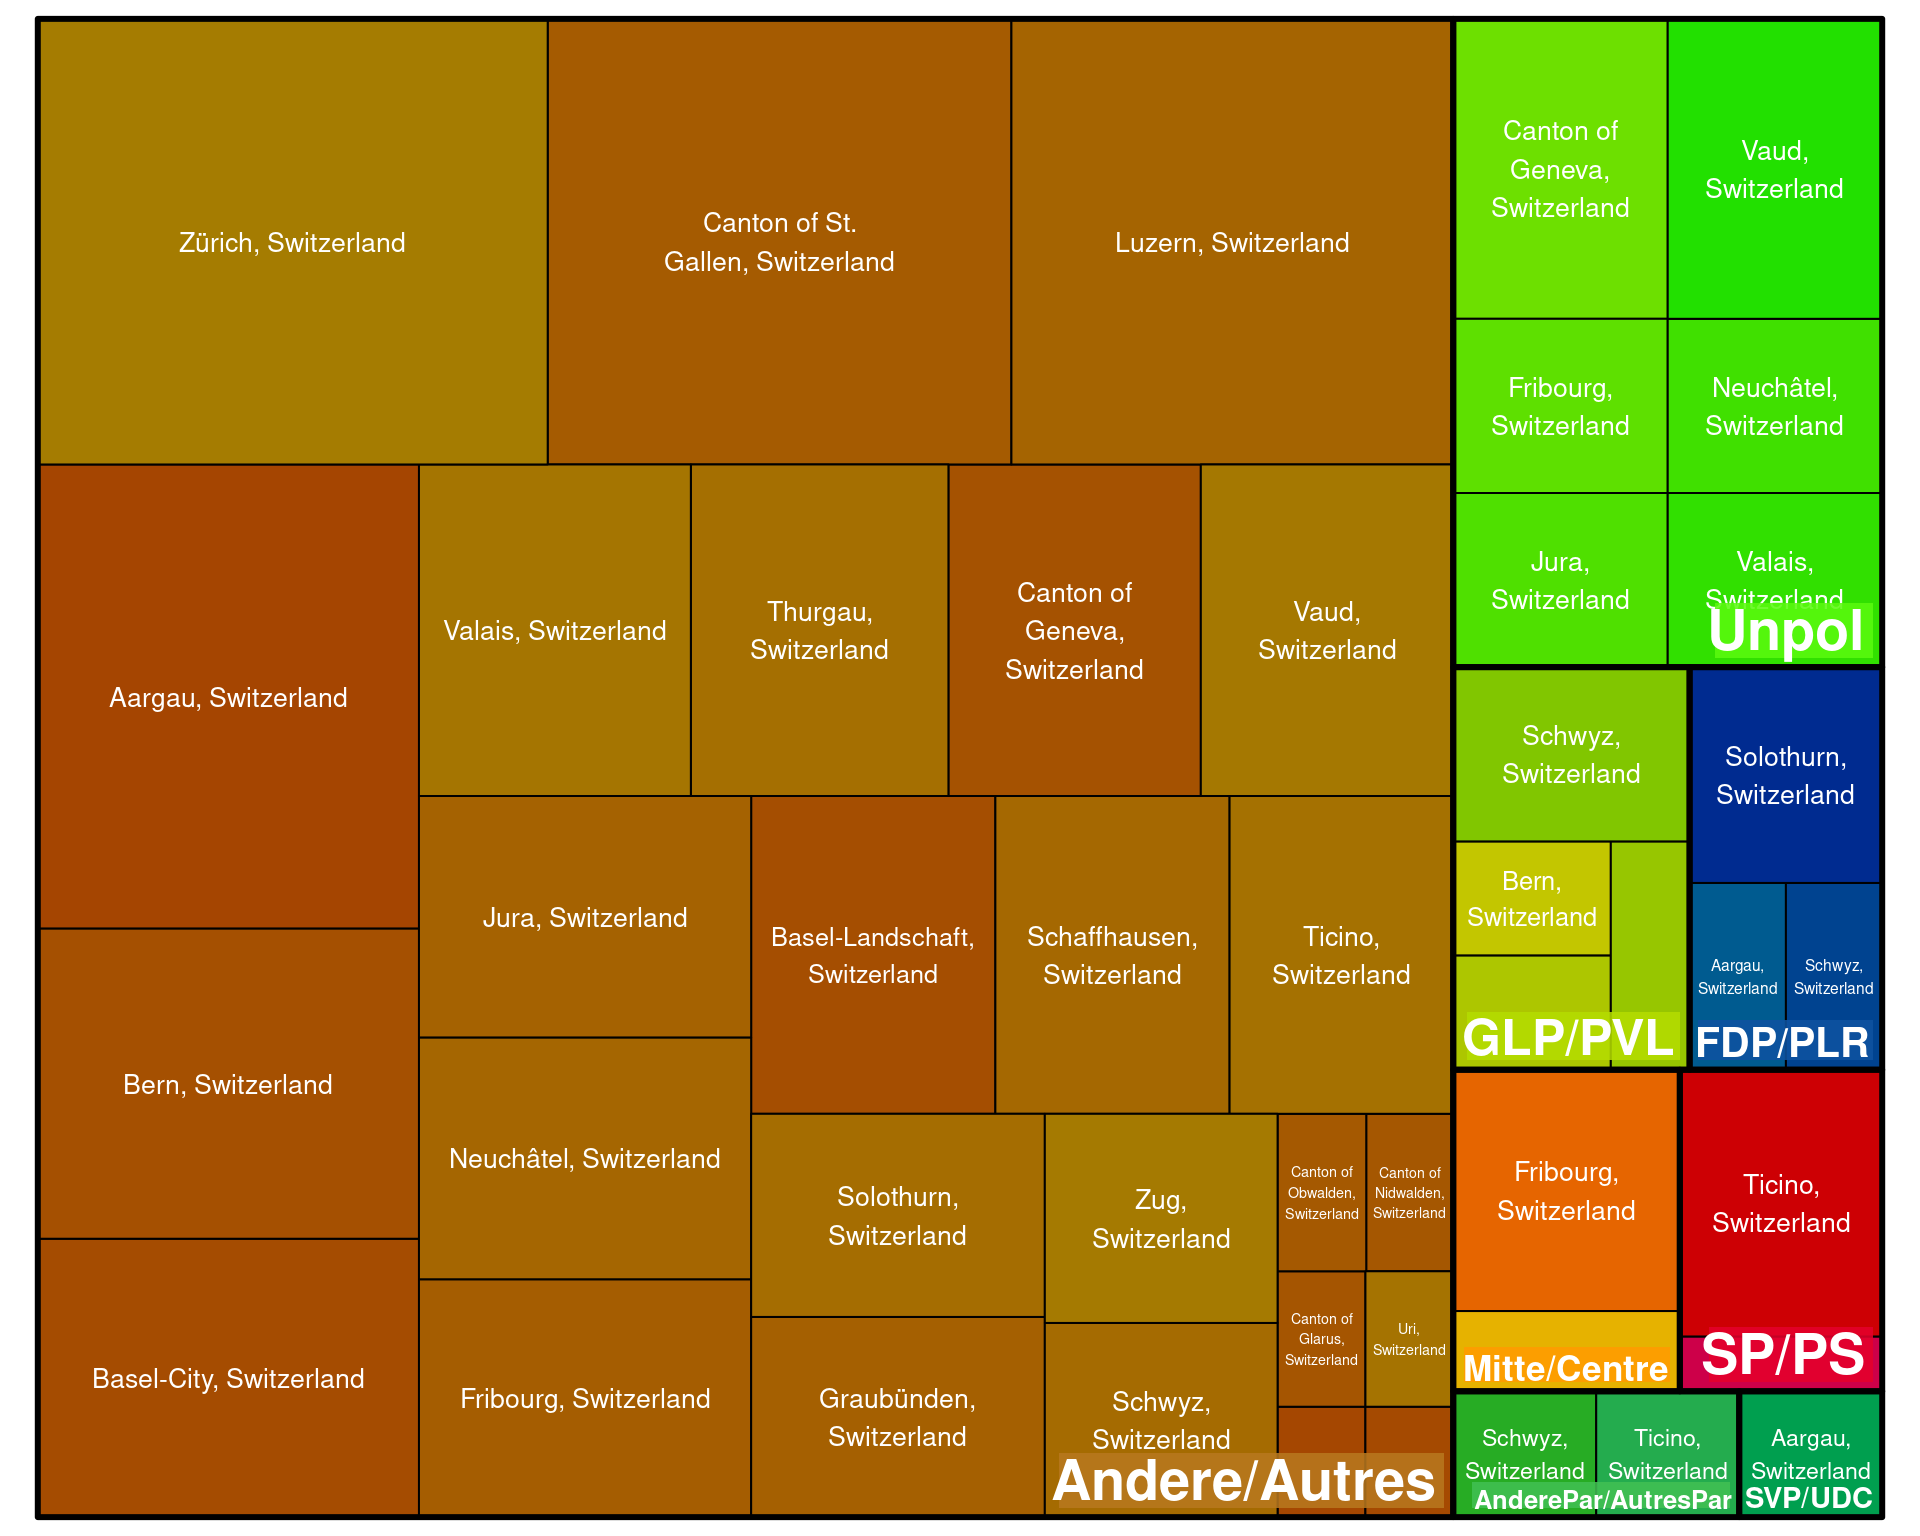 Zürich, Switzerland
Canton of St.
Gallen, Switzerland
Luzern, Switzerland
Aargau, Switzerland
Valais, Switzerland
Thurgau,
Switzerland
Canton of
Geneva,
Switzerland
Vaud,
Switzerland
Bern, Switzerland
Basel-City, Switzerland
Jura, Switzerland
Neuchâtel, Switzerland
Fribourg, Switzerland
Basel-Landschaft,
Switzerland
Schaffhausen,
Switzerland
Ticino,
Switzerland
Solothurn,
Switzerland
Graubünden,
Switzerland
Zug,
Switzerland
Schwyz,
Switzerland
Canton of
Obwalden,
Switzerland
Canton of
Nidwalden,
Switzerland
Canton of
Glarus,
Switzerland
Uri,
Switzerland
Andere/Autres
Canton of
Geneva,
Switzerland
Vaud,
Switzerland
Fribourg,
Switzerland
Neuchâtel,
Switzerland
Jura,
Switzerland
Valais,
Switzerland
Unpol
Schwyz,
Switzerland
Bern,
Switzerland
GLP/PVL
Solothurn,
Switzerland
Aargau,
Switzerland
Schwyz,
Switzerland
FDP/PLR
Fribourg,
Switzerland
Mitte/Centre
Ticino,
Switzerland
SP/PS
Schwyz,
Switzerland
Ticino,
Switzerland
AnderePar/AutresPar
Aargau,
Switzerland
SVP/UDC